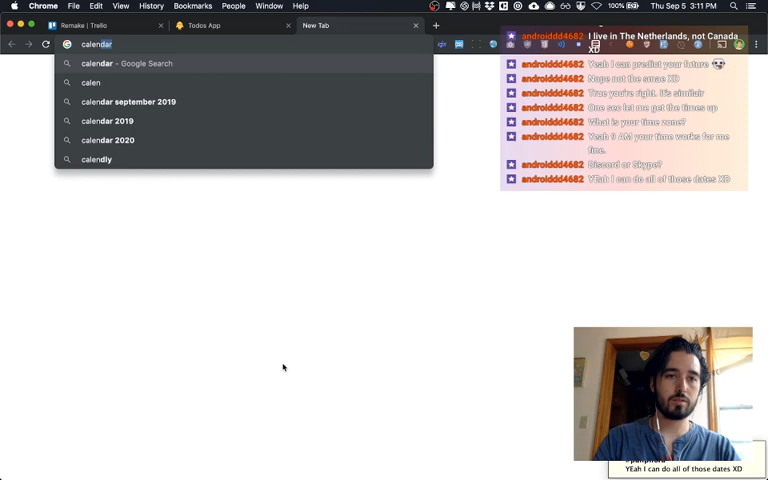 Chrome File Edit View History Bookmarks People Window Help 100% Thu Sep 5 3:11 PM
Remake | Trello
Todos App
New Tab
calendar
calendar - Google Search
calen
calendar september 2019
calendar 2019
calendar 2020
calendly
androiddd4682 I live in The Netherlands, not Canada
XD
androiddd4682 Yeah I can predict your future
androiddd4682 Nope not the smae XD
androiddd4682 True you're right. It's similair
androiddd4682 One sec let me get the times up
androiddd4682 What is your time zone?
androiddd4682 Yeah 9 AM your time works for me
fine.
androiddd4682 Discord or Skype?
androiddd4682 YEah I can do all of those dates XD
YEah I can do all of those dates XD